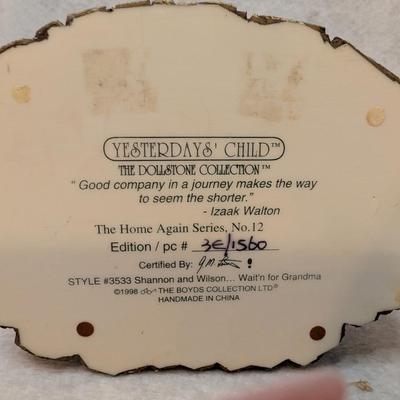 YESTERDAYS' CHILD™
THE DOLLSTONE COLLECTION™
" Good company in a journey makes the way
to seem the shorter."
- Izaak Walton
The Home Again Series, No.12
Edition / pc # 3E/1560
Certified By: !
STYLE #3533 Shannon and Wilson... Wait'n for Grandma
©1998 THE BOYDS COLLECTION LTD®
HANDMADE IN CHINA